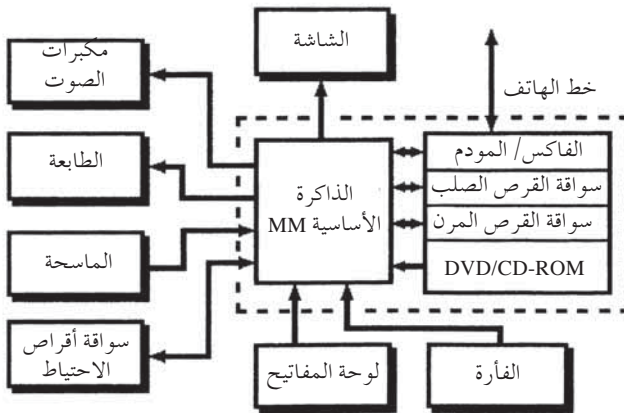 الشاشة
مكبرات
الصوت
خط الهاتف
الفاكس/ المودم
سواقة القرص الصلب
سواقة القرص المرن
DVD/CD-ROM
الذاكرة
الأساسية MM
الطابعة
الماسحة
سواقة أقراص
الاحتياط
لوحة المفاتيح
الفأرة